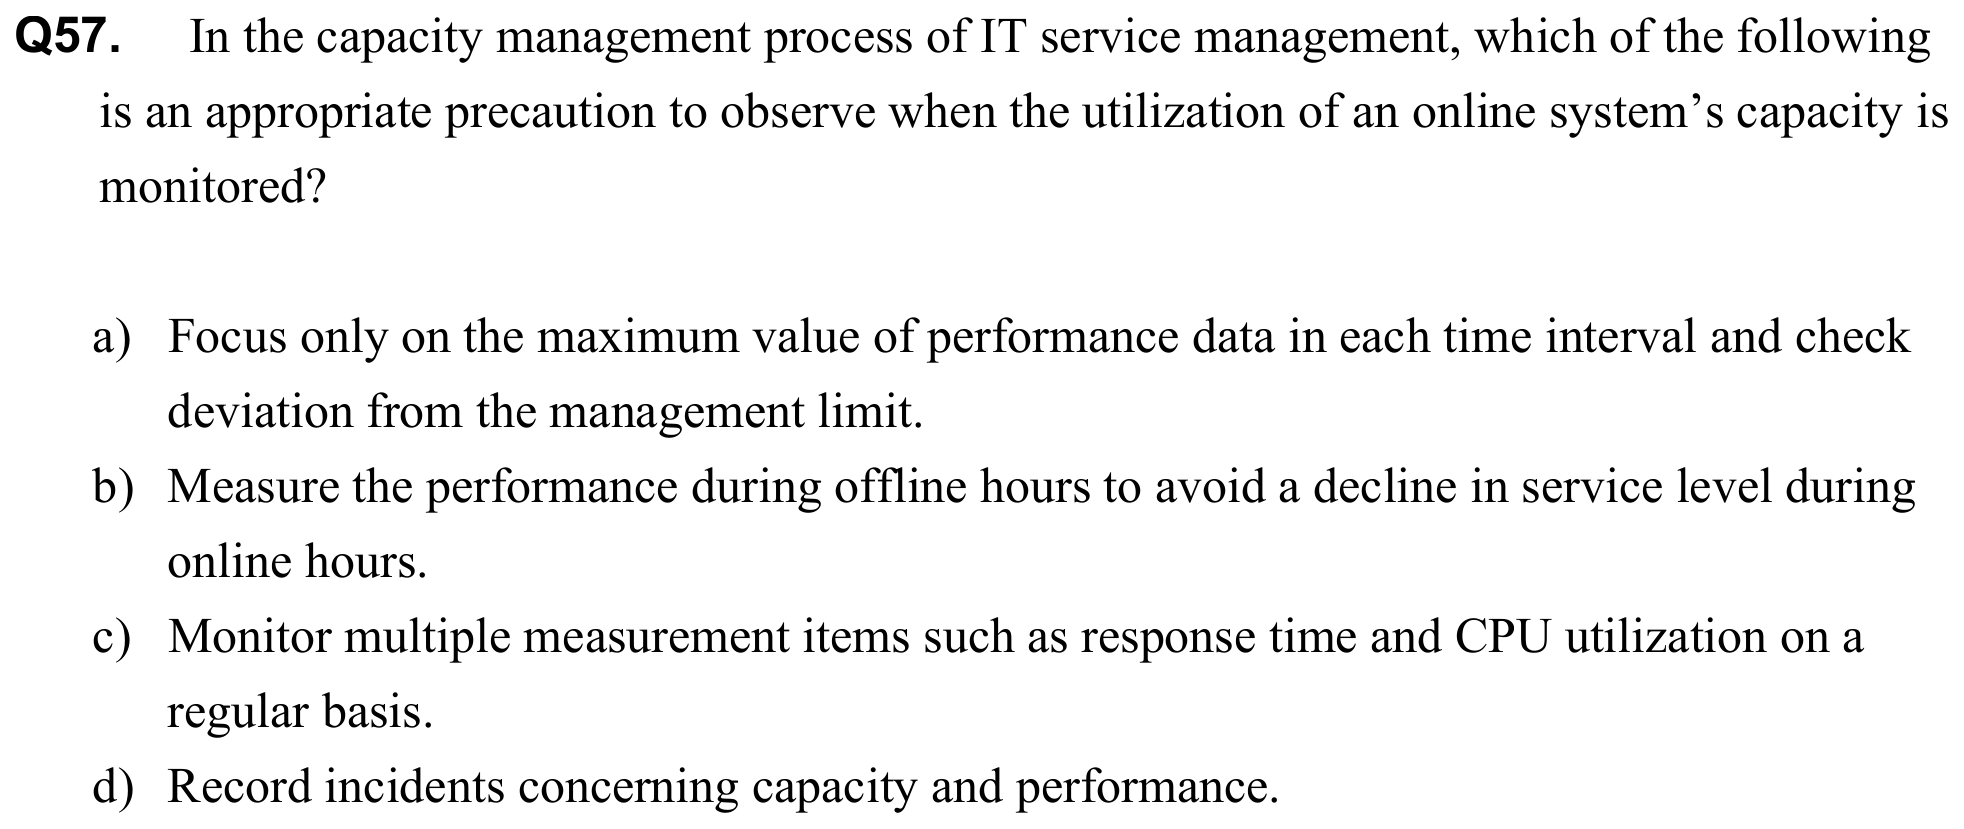 Q57. In the capacity management process of IT service management, which of the following
is an appropriate precaution to observe when the utilization of an online system’s capacity is
monitored?
a) Focus only on the maximum value of performance data in each time interval and check
deviation from the management limit.
b) Measure the performance during offline hours to avoid a decline in service level during
online hours.
c) Monitor multiple measurement items such as response time and CPU utilization on a
regular basis.
d) Record incidents concerning capacity and performance.